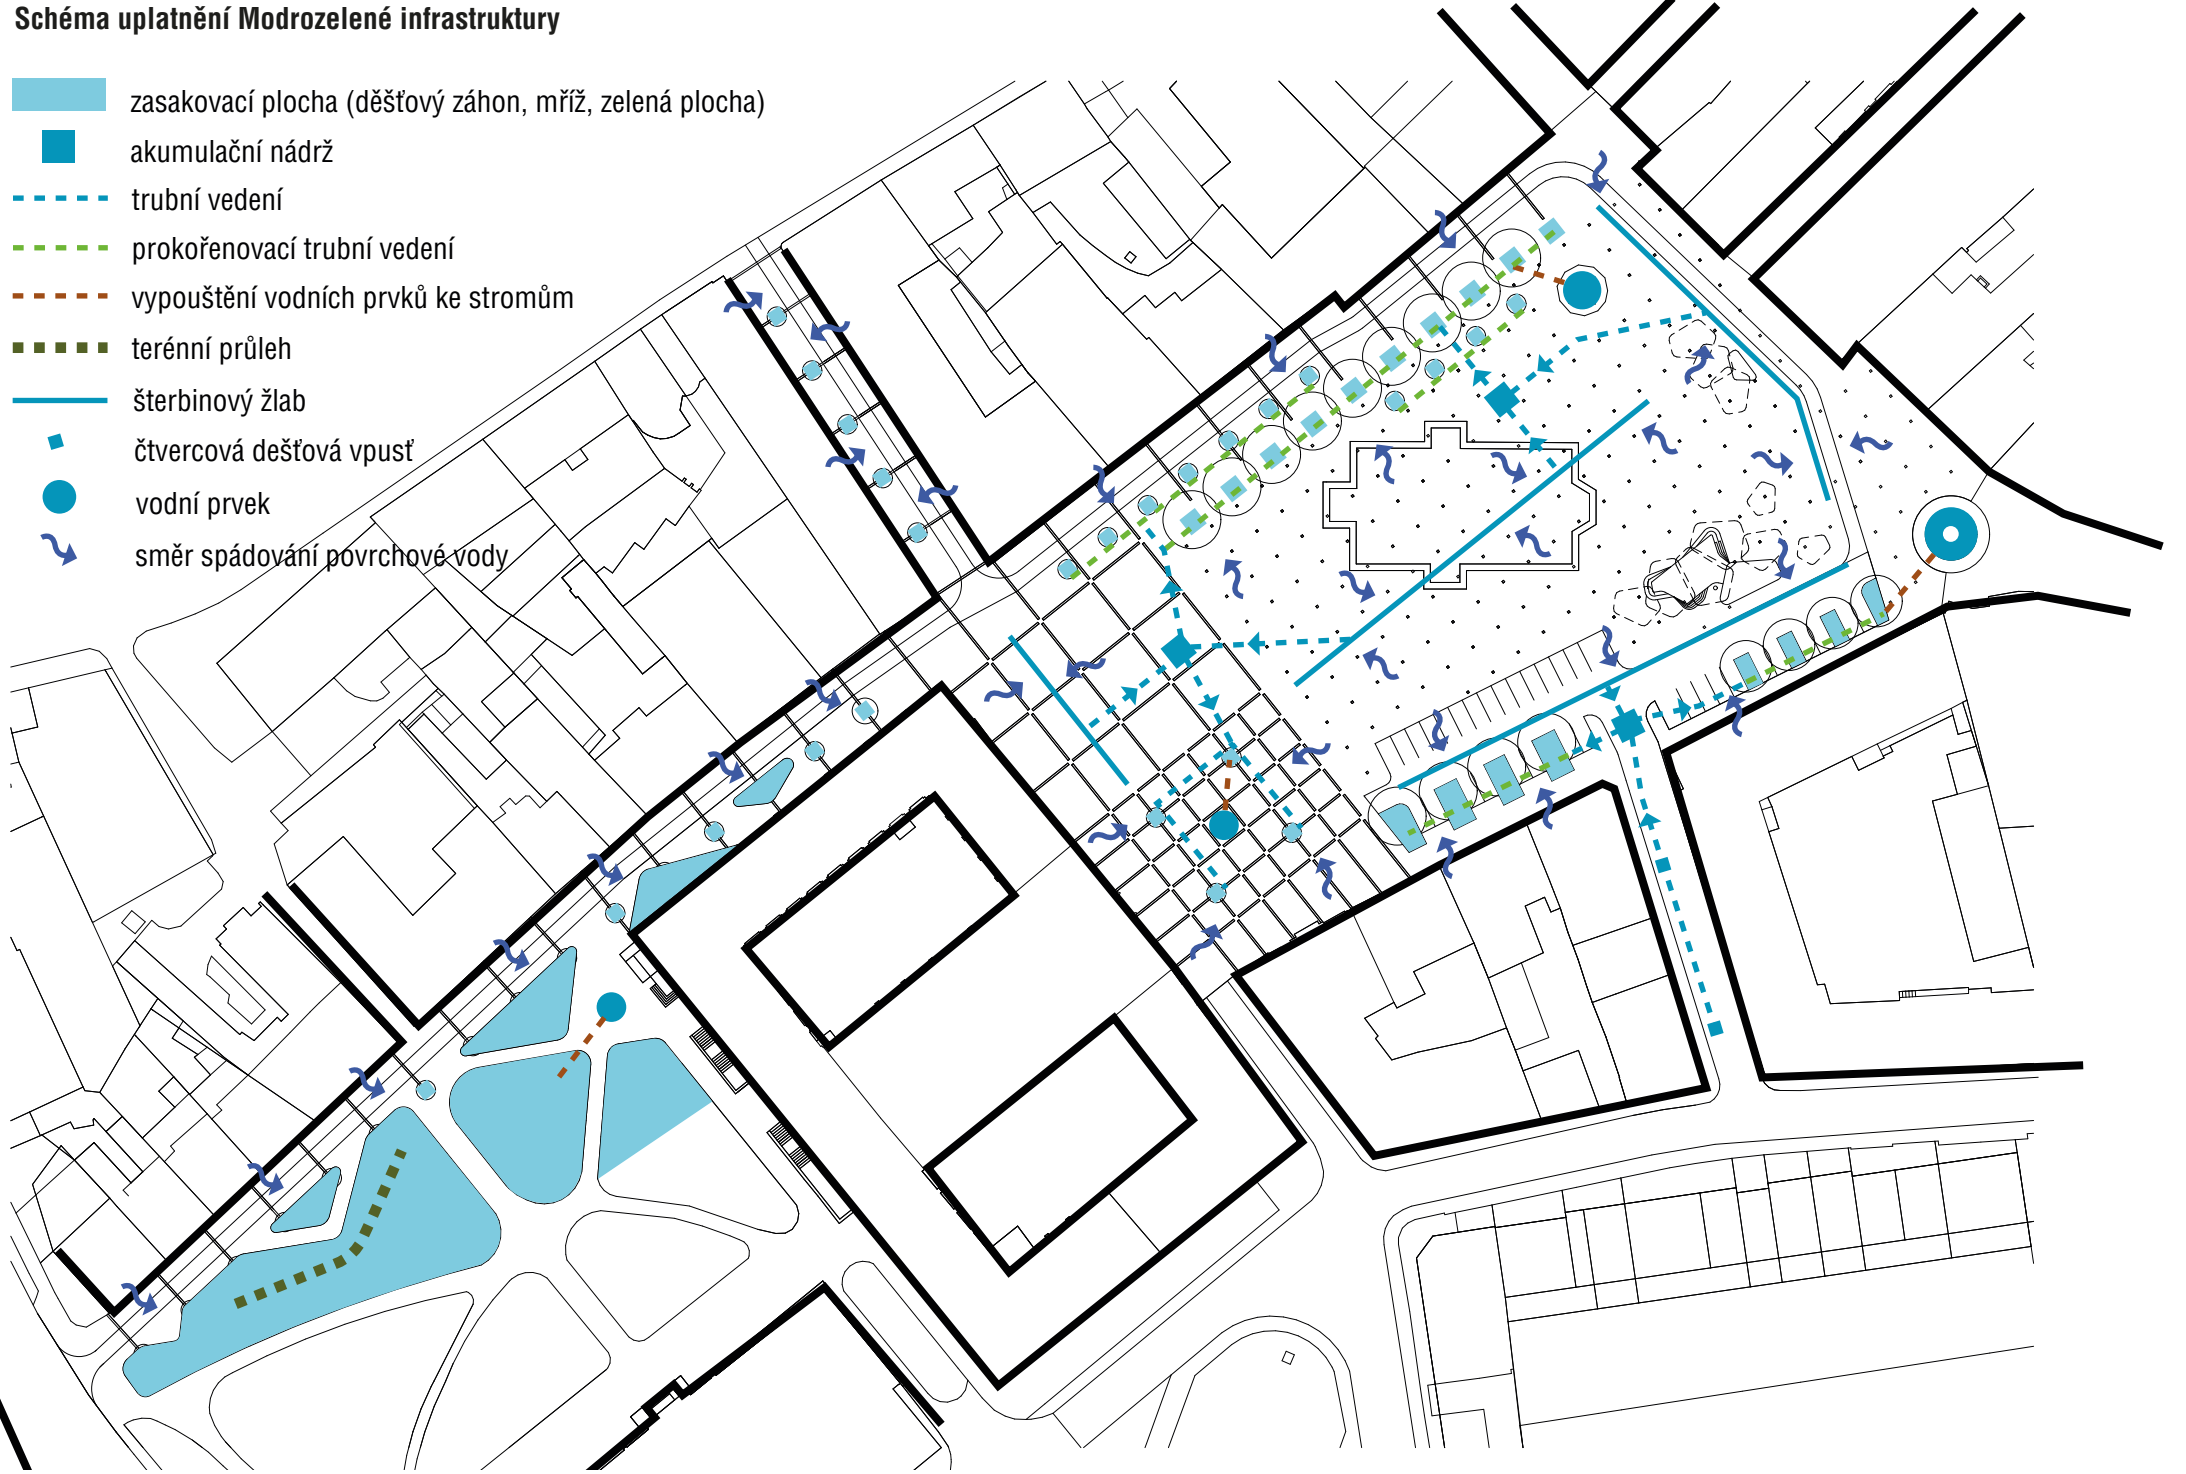 Schéma uplatnění Modrozelené infrastruktury
zasakovací plocha (děšťový záhon, mříž, zelená plocha)
akumulační nádrž
trubní vedení
prokořenovací trubní vedení
vypouštění vodních prvků ke stromům
terénní průleh
šterbinový žlab
čtvercová dešťová vpusť
vodní prvek
směr spádování povrchové vody